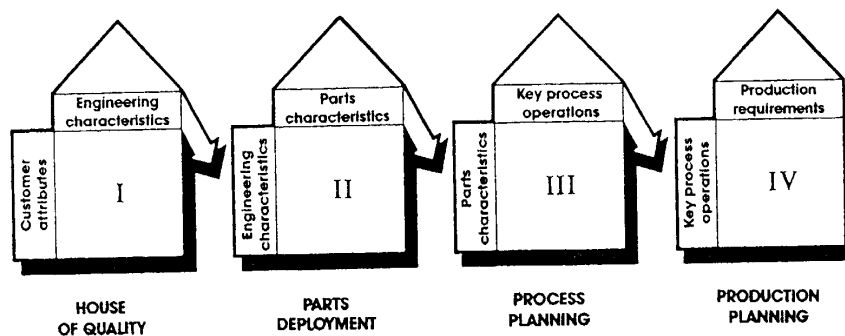 Engineering
characteristics
Customer
attributes
I
HOUSE
OF QUALITY
Parts
characteristics
Engineering
characteristics
II
PARTS
DEPLOYMENT
Key process
operations
Parts
characteristics
III
PROCESS
PLANNING
Production
requirements
Key process
operations
IV
PRODUCTION
PLANNING